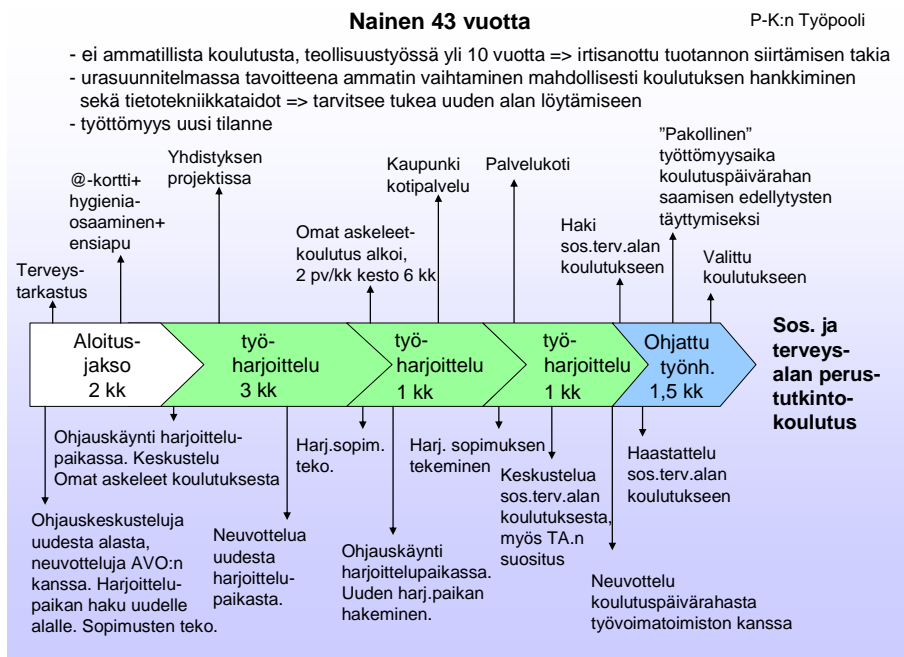 Nainen 43 vuotta
P-K:n Työpooli
- ei ammatillista koulutusta, teollisuustyössä yli 10 vuotta => irtisanottu tuotannon siirtämisen takia
- urasuunnitelmassa tavoitteena ammatin vaihtaminen mahdollisesti koulutuksen hankkiminen
sekä tietotekniikkataidot => tarvitsee tukea uuden alan löytämiseen
- työttömyys uusi tilanne
Terveys-
tarkastus
@-kortti+
hygienia-
osaaminen+
ensiapu
Yhdistyksen
projektissa
Omat askeleet-
koulutus alkoi,
2 pv/kk kesto 6 kk
Kaupunki
kotipalvelu
Palvelukoti
Haki
sos.terv.alan
koulutukseen
”Pakollinen”
työttömyysaika
koulutuspäivärahan
saamisen edellytysten
täyttymiseksi
Valittu
koulutukseen
Aloitus-
jakso
2 kk
työ-
harjoittelu
3 kk
työ-
harjoittelu
1 kk
työ-
harjoittelu
1 kk
Ohjattu
työnh.
1,5 kk
Sos. ja
terveys-
alan perus-
tutkinto-
koulutus
Ohjauskäynti harjoittelu-
paikassa. Keskustelu
Omat askeleet koulutuksesta
Ohjauskeskusteluja
uudesta alasta,
neuvotteluja AVO:n
kanssa. Harjoittelu-
paikan haku uudelle
alalle. Sopimusten teko.
Neuvottelua
uudesta
harjoittelu-
paikasta.
Harj.sopim.
teko.
Ohjauskäynti
harjoittelupaikassa.
Uuden harj.paikan
hakeminen.
Harj. sopimuksen
tekeminen
Keskustelua
sos.terv.alan
koulutuksesta,
myös TA.n
suositus
Neuvottelu
koulutuspäivärahasta
työvoimatoimiston kanssa
Haastattelu
sos.terv.alan
koulutukseen